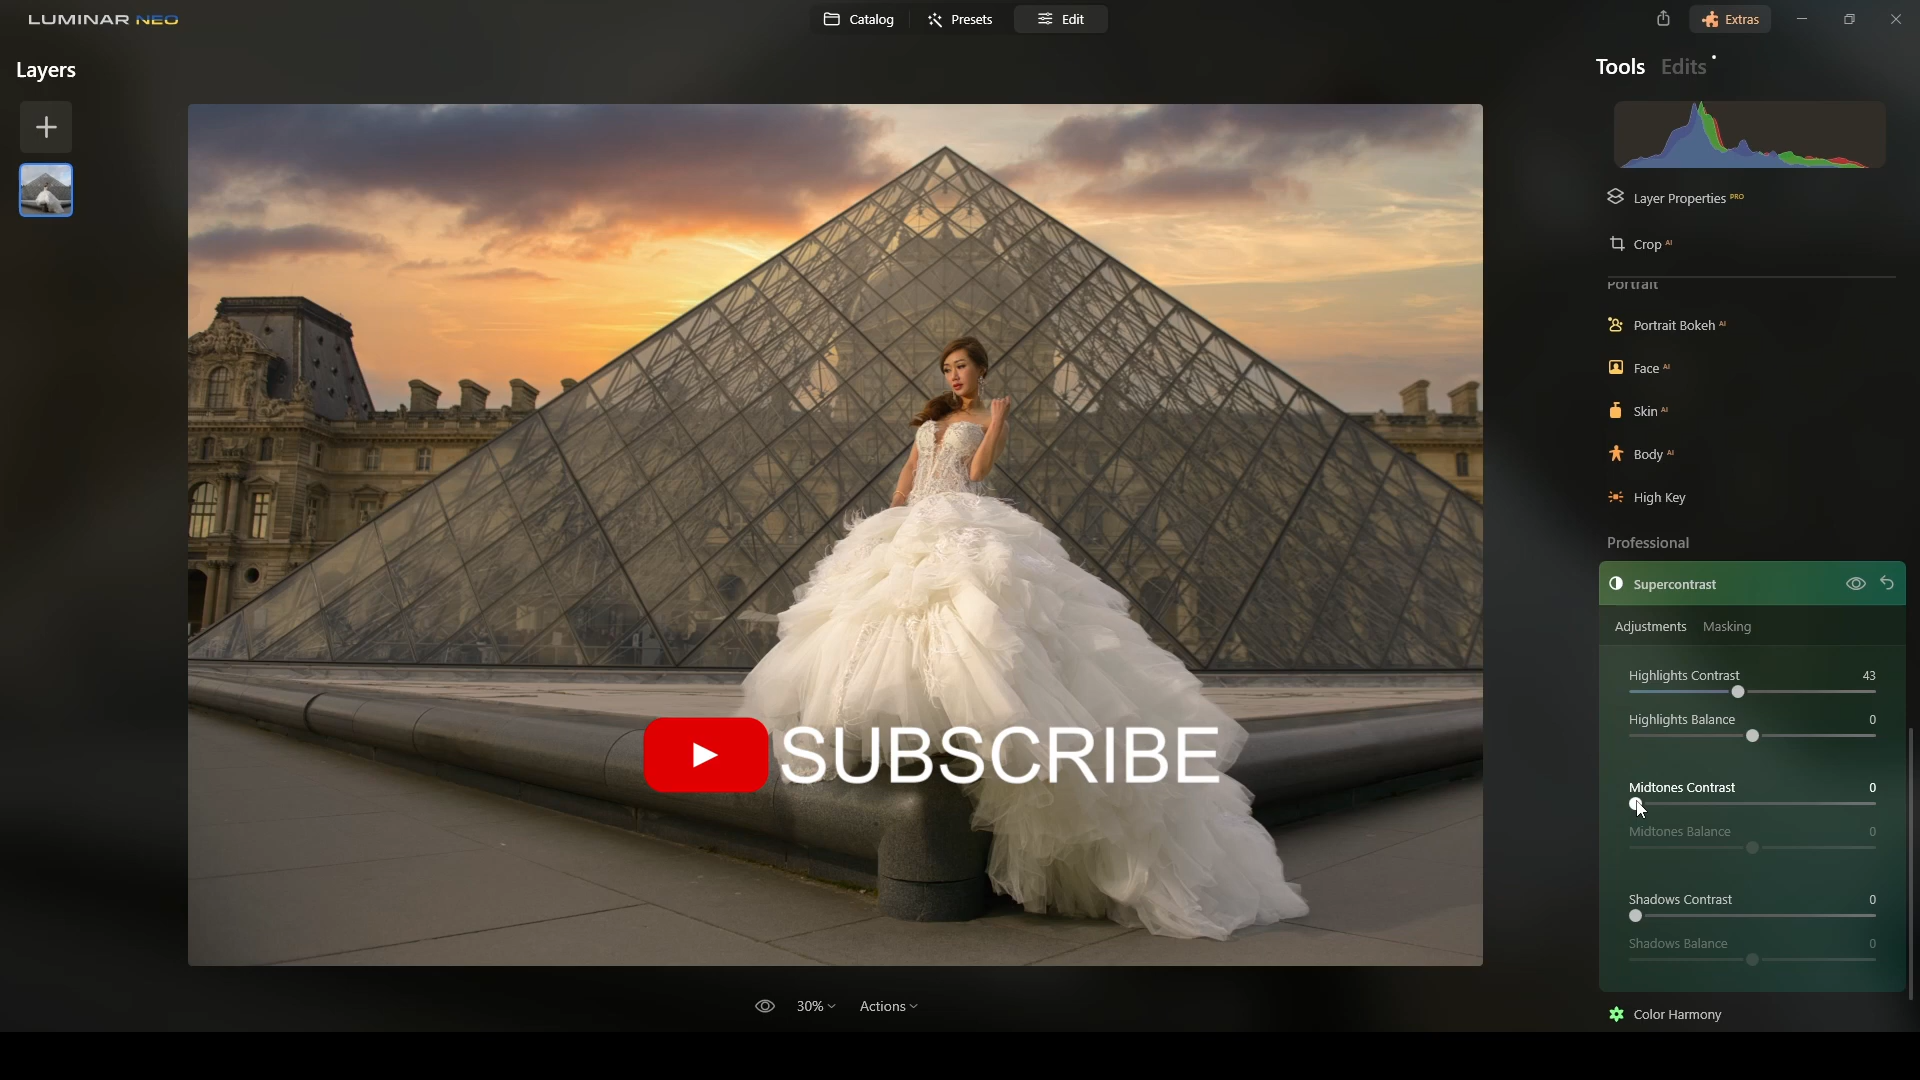 LUMINAR NEO
Catalog
Presets
Edit
Extras
Layers
Tools
Edits
Layer Properties PRO
Crop AI
Portrait
Portrait Bokeh AI
Face AI
Skin AI
Body AI
High Key
Professional
Supercontrast
Adjustments
Masking
Highlights Contrast 43
Highlights Balance 0
Midtones Contrast 0
Midtones Balance 0
Shadows Contrast 0
Shadows Balance 0
Color Harmony
SUBSCRIBE
30%
Actions